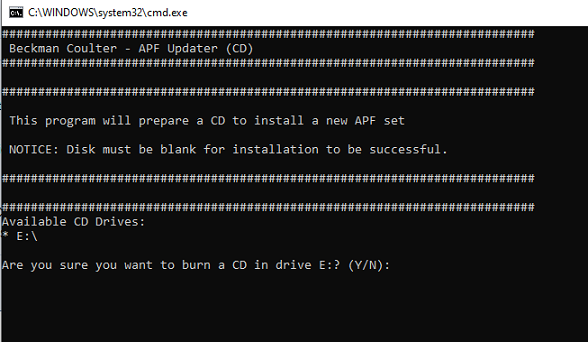 C:\WINDOWS\system32\cmd.exe
##########################################################################
Beckman Coulter - APF Updater (CD)
##########################################################################
##########################################################################
This program will prepare a CD to install a new APF set
NOTICE: Disk must be blank for installation to be successful.
##########################################################################
##########################################################################
Available CD Drives:
* E:\
Are you sure you want to burn a CD in drive E:? (Y/N):